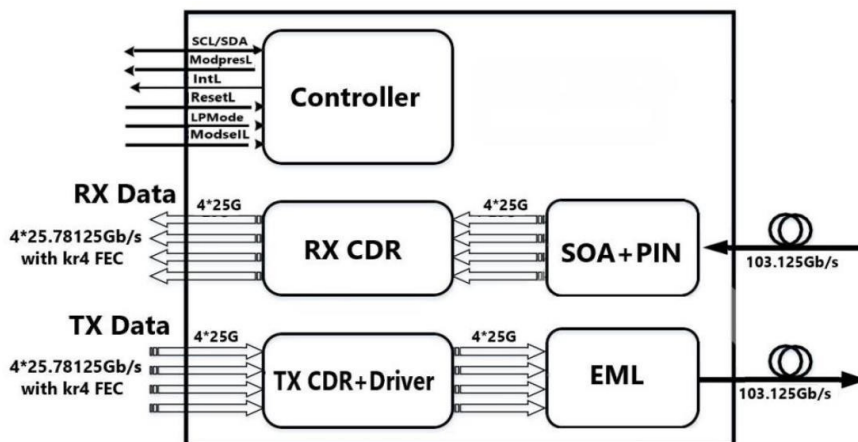 SCL/SDA
ModpresL
IntL
ResetL
LPMode
ModselL
Controller
RX Data
4*25.78125Gb/s
with kr4 FEC
4*25G
RX CDR
4*25G
SOA+PIN
103.125Gb/s
TX Data
4*25.78125Gb/s
with kr4 FEC
4*25G
TX CDR+Driver
4*25G
EML
103.125Gb/s